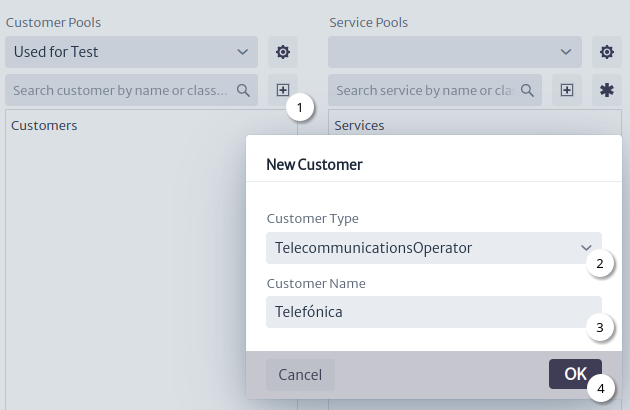 Customer Pools
Service Pools
Used for Test
Search customer by name or class...
Search service by name or cla
1
Customers
Services
New Customer
Customer Type
TelecommunicationsOperator
2
Customer Name
Telefónica
3
Cancel
OK
4